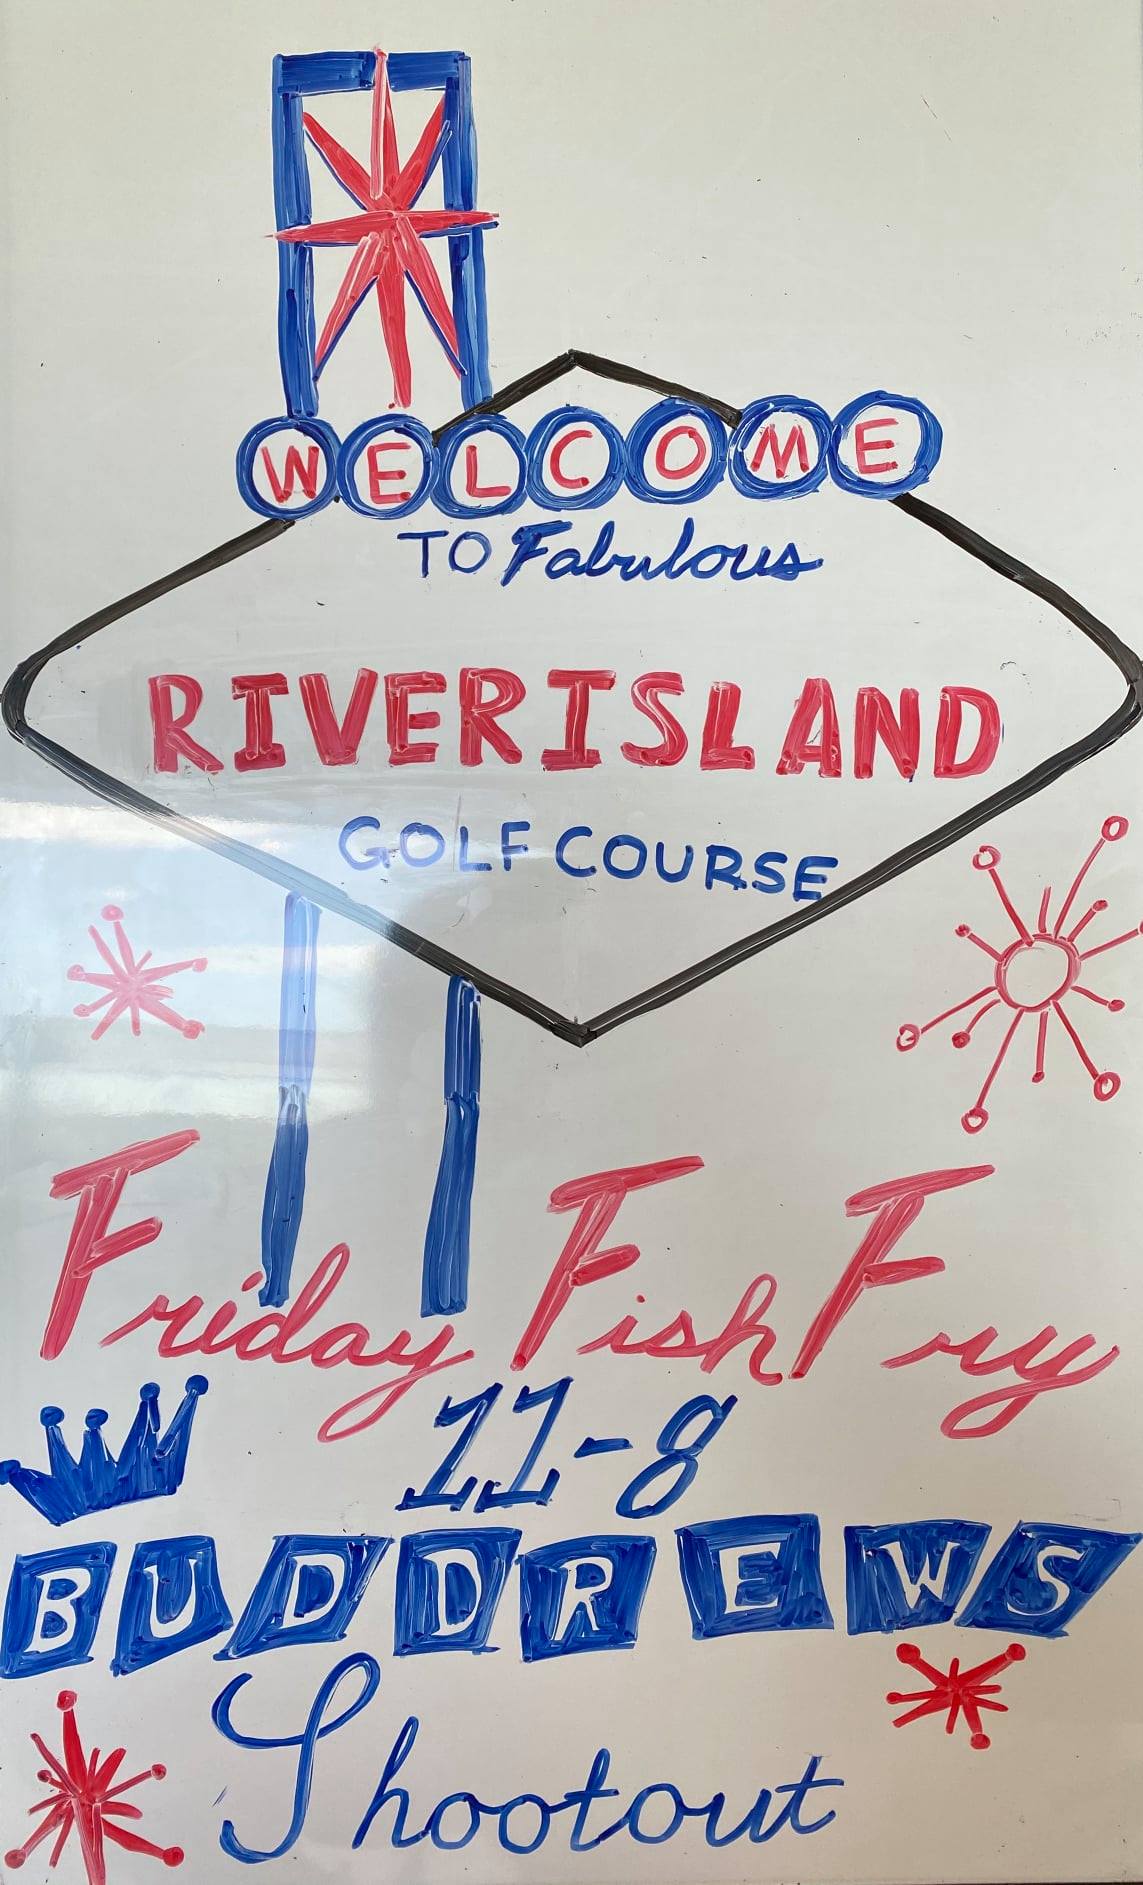 WELCOME
TO Fabulous
RIVERISLAND
GOLF COURSE
Friday Fish Fry
11-8
BUDDREWS
Shootout